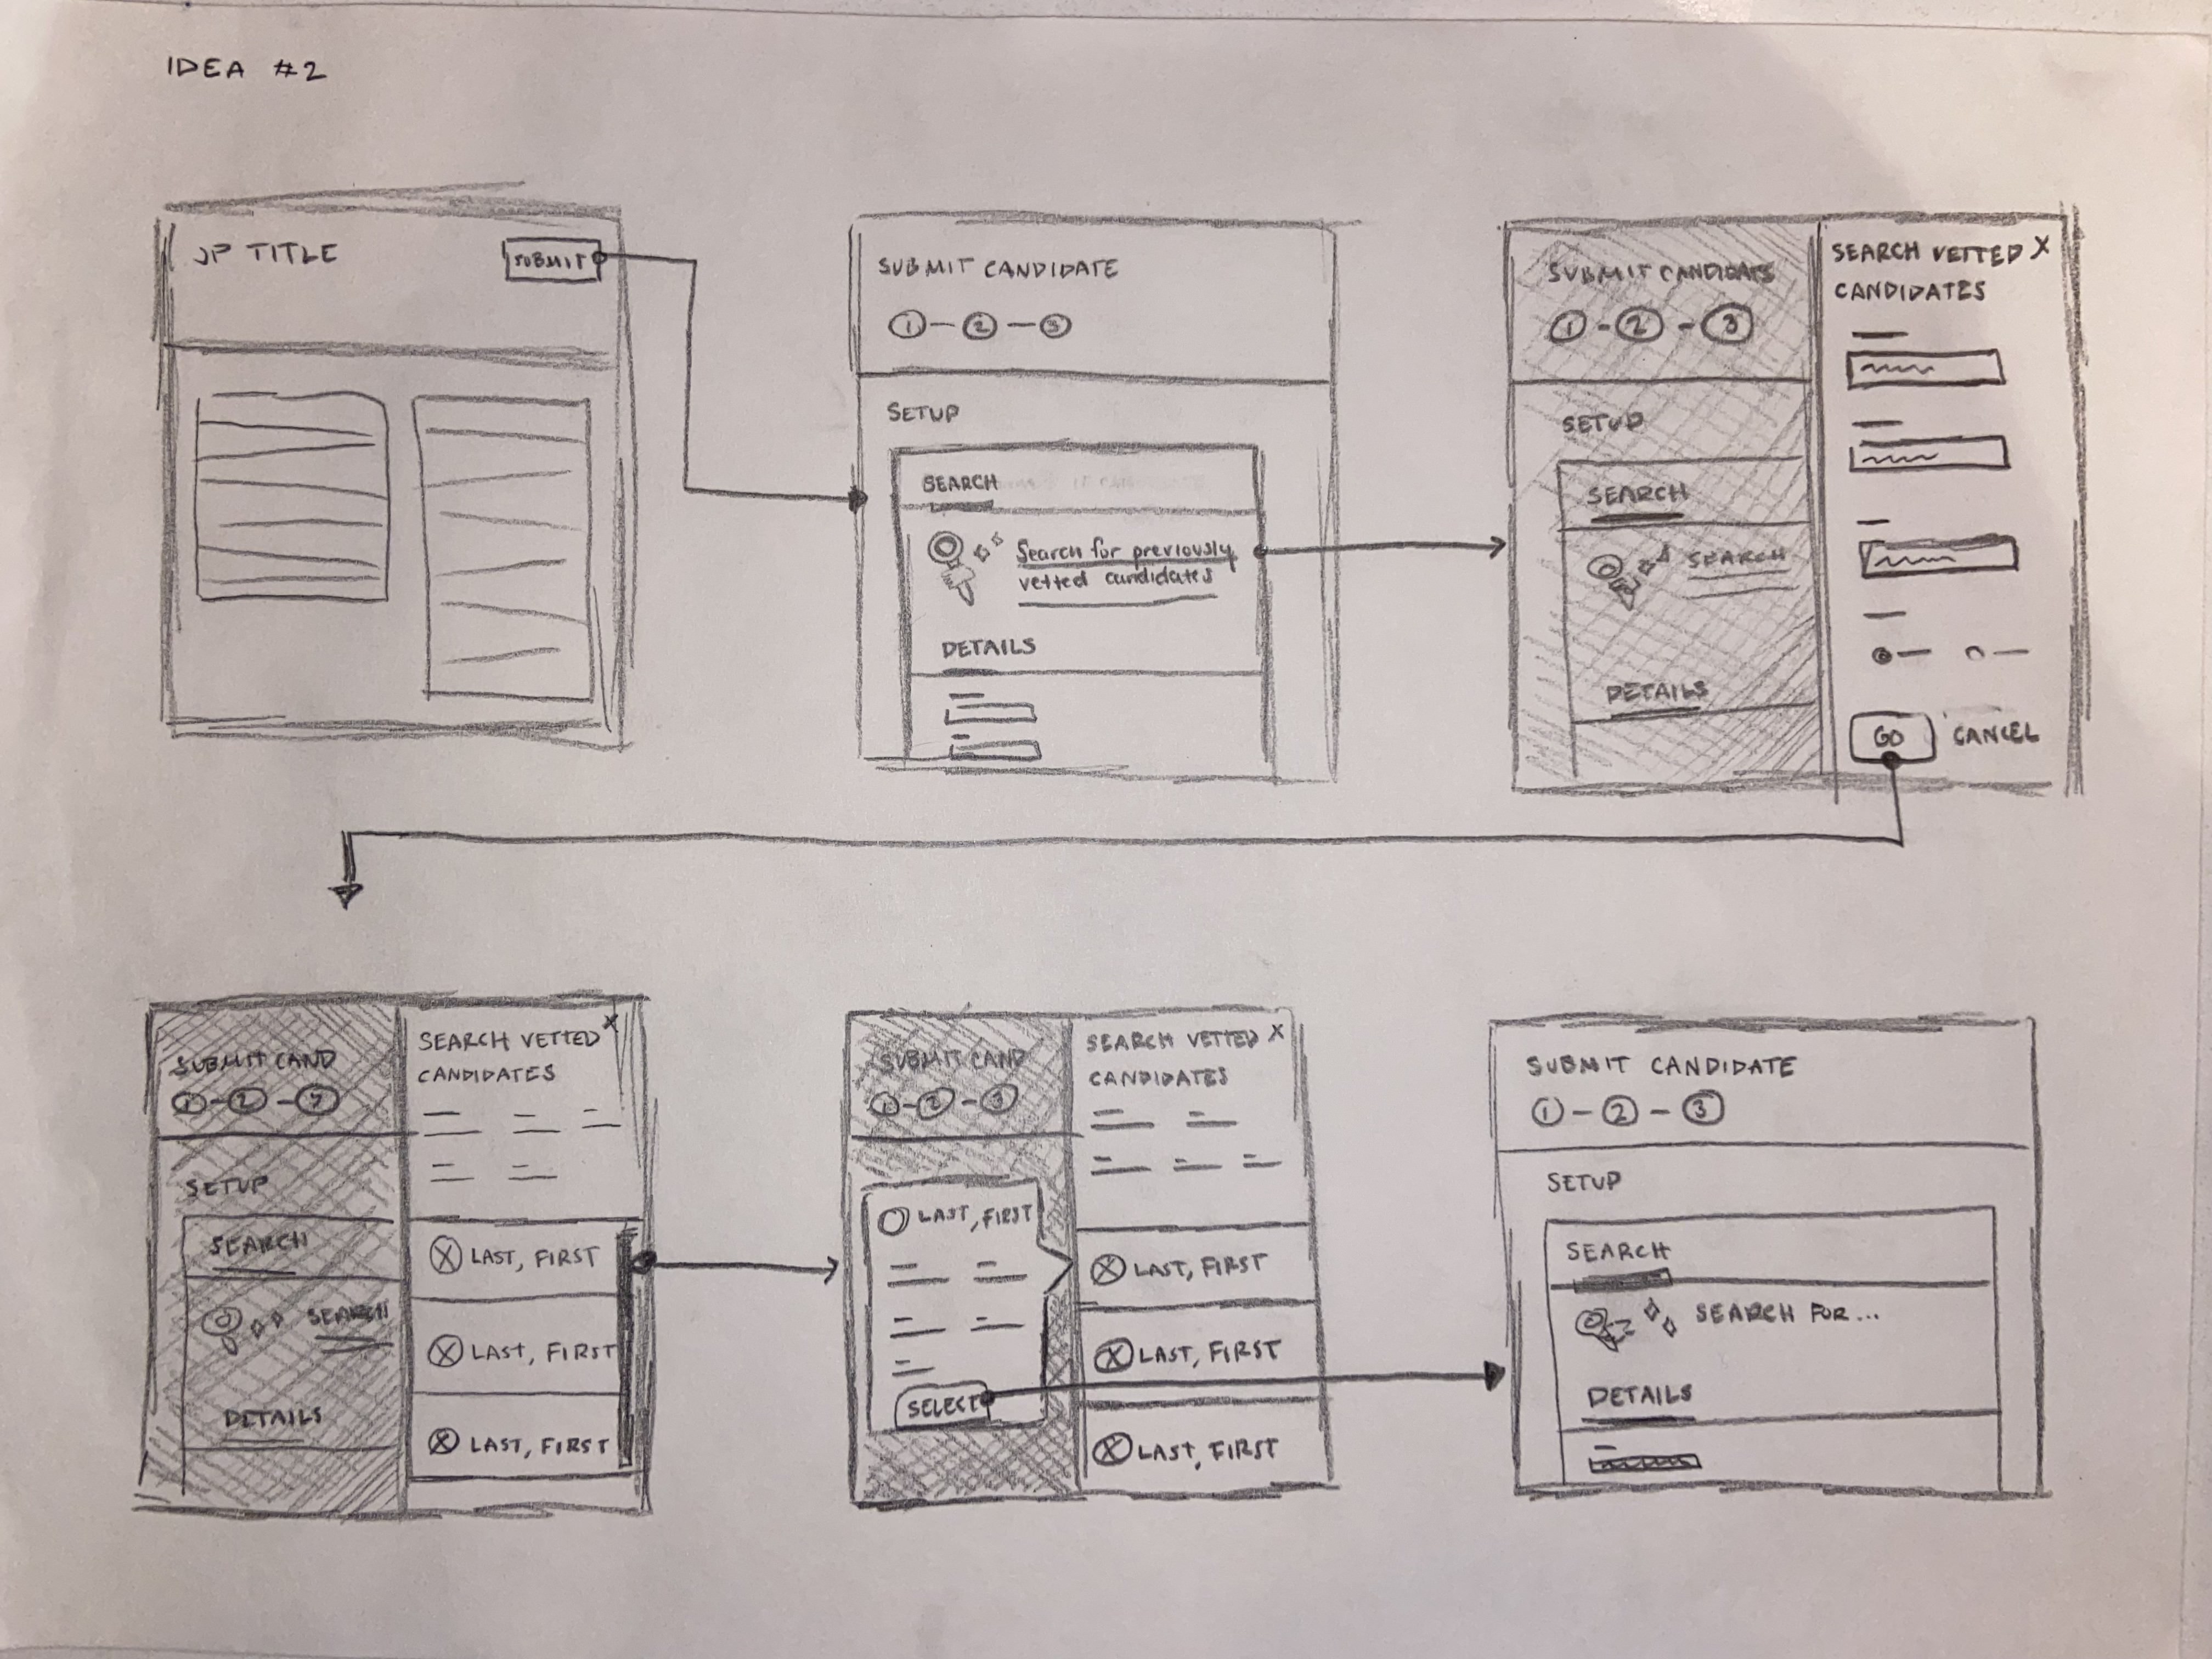 IDEA #2
JP TITLE
SUBMIT
SUBMIT CANDIDATE
1 - 2 - 3
SETUP
SEARCH
Search for previously
vetted candidates
DETAILS
SUBMIT CANDIDATE
1 - 2 - 3
SETUP
SEARCH
SEARCH
DETAILS
SEARCH VETTED X
CANDIDATES
GO CANCEL
SUBMIT CAND
1 - 2 - 3
SETUP
SEARCH
SEARCH
DETAILS
SEARCH VETTED X
CANDIDATES
X LAST, FIRST
X LAST, FIRST
X LAST, FIRST
SUBMIT CAND
1 - 2 - 3
LAST, FIRST
SELECT
SEARCH VETTED X
CANDIDATES
X LAST, FIRST
X LAST, FIRST
X LAST, FIRST
SUBMIT CANDIDATE
1 - 2 - 3
SETUP
SEARCH
SEARCH FOR...
DETAILS